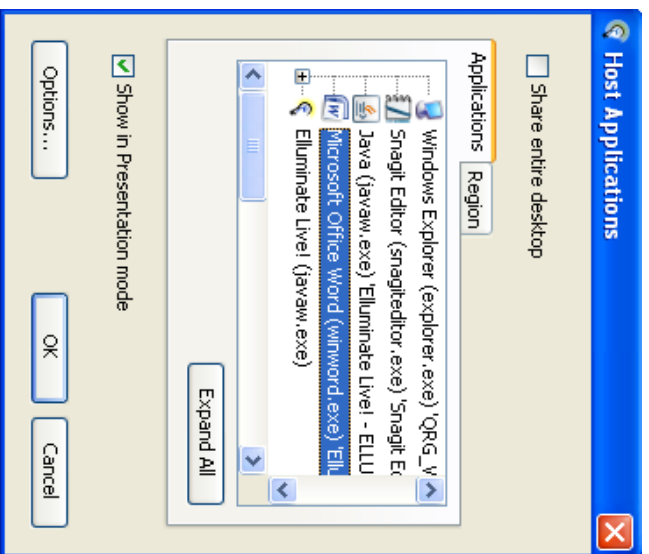 Host Applications
Share entire desktop
Applications Region
Windows Explorer (explorer.exe) 'QRG_V
Snagit Editor (snagiteditor.exe) 'Snagit Ec
Java (javaw.exe) 'Elluminate Live! - ELLU
Microsoft Office Word (winword.exe) 'Ellu
Elluminate Live! (javaw.exe)
Expand All
Show in Presentation mode
Options... OK Cancel